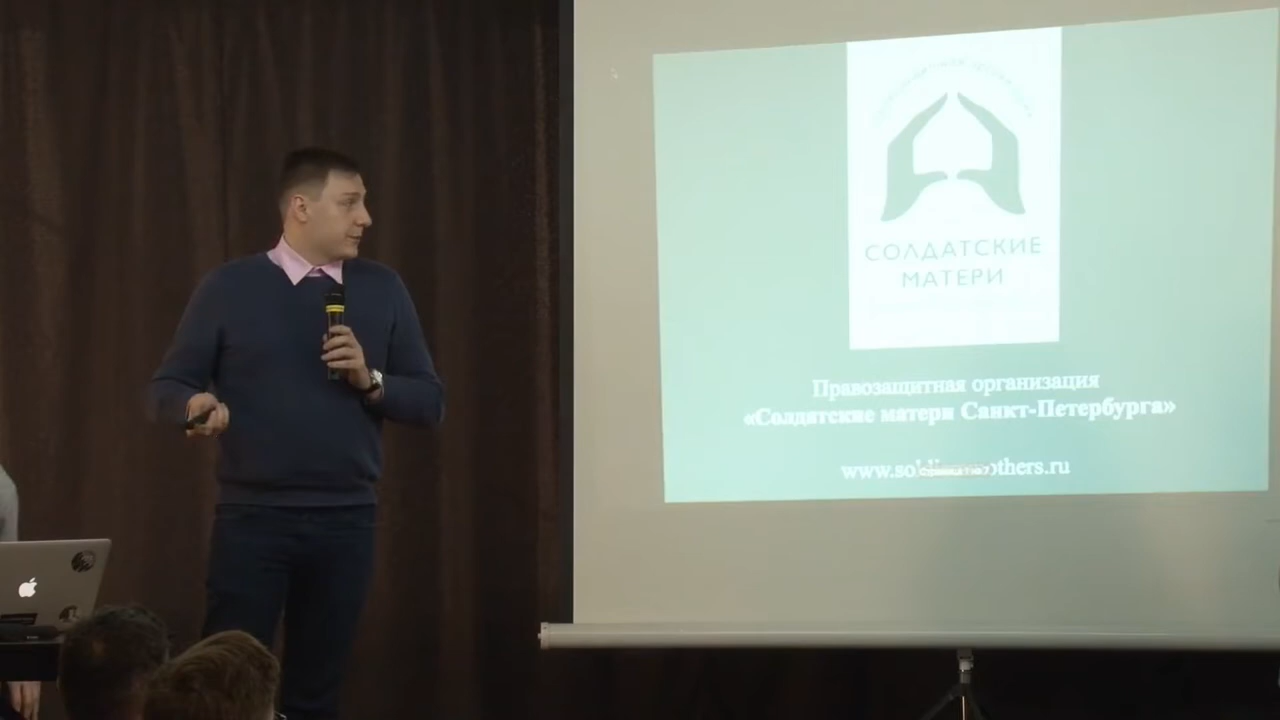 СОЛДАТСКИЕ
МАТЕРИ
Правозащитная организация
«Солдатские матери Санкт-Петербурга»